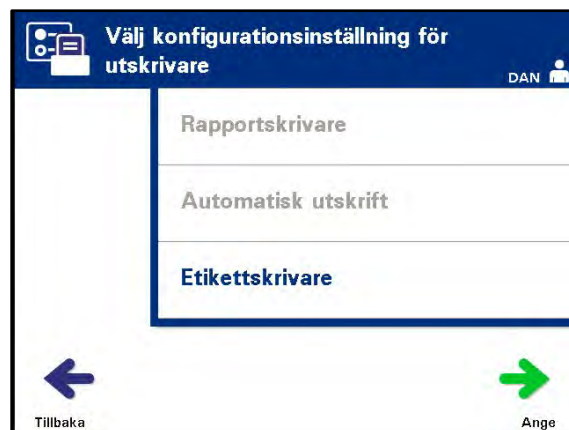 Välj konfigurationsinställning för
utskrivare
DAN
Rapportskrivare
Automatisk utskrift
Etikettskrivare
Tillbaka
Ange